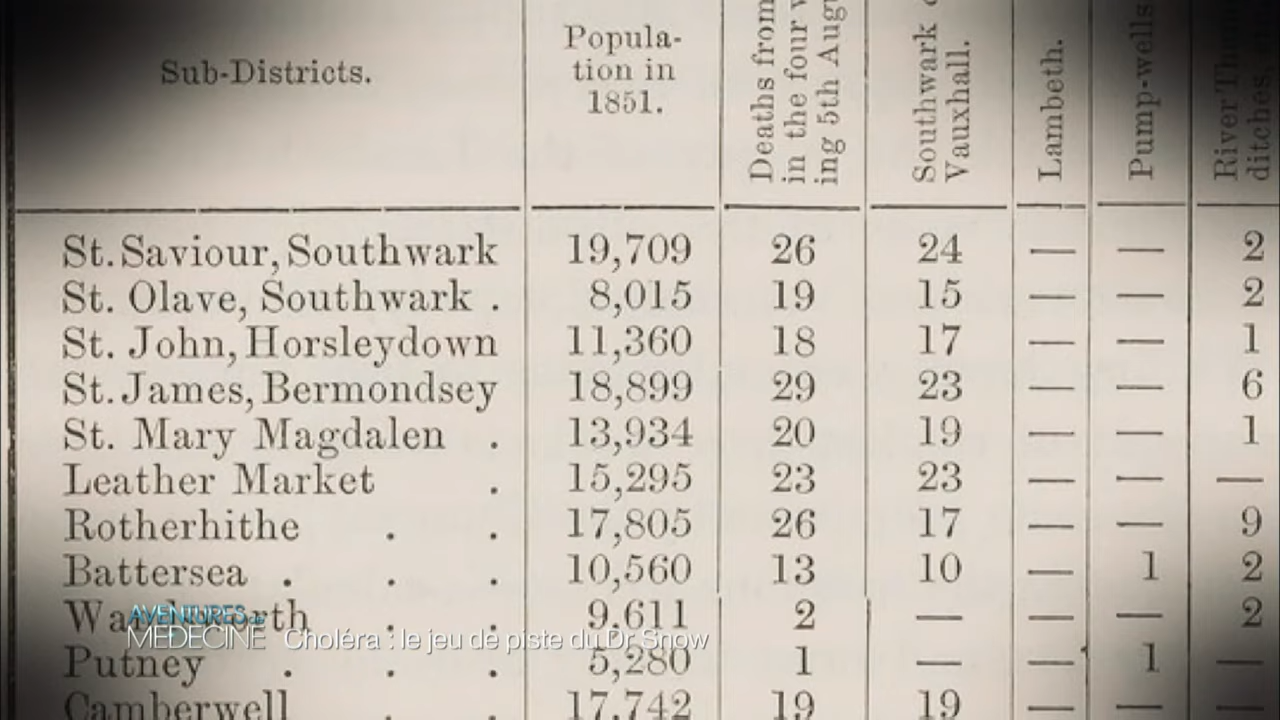 Sub-Districts.
Popula-
tion in
1851.
Deaths from
in the four
ing 5th Aug
Southwark
Vauxhall.
Lambeth.
Pump-wells
River
ditches,
St. Saviour, Southwark 19,709 26 24 — — 2
St. Olave, Southwark . 8,015 19 15 — — 2
St. John, Horsleydown 11,360 18 17 — — 1
St. James, Bermondsey 18,899 29 23 — — 6
St. Mary Magdalen . 13,934 20 19 — — 1
Leather Market . 15,295 23 23 — — —
Rotherhithe . . 17,805 26 17 — — 9
Battersea . . . 10,560 13 10 — 1 2
Wandsworth . . 9,611 2 — — — 2
AVENTURES DE
MÉDECINE Choléra : le jeu de piste du Dr Snow
Putney . . . 5,280 1 — — 1 —
Camberwell . 17,742 19 19 — — —